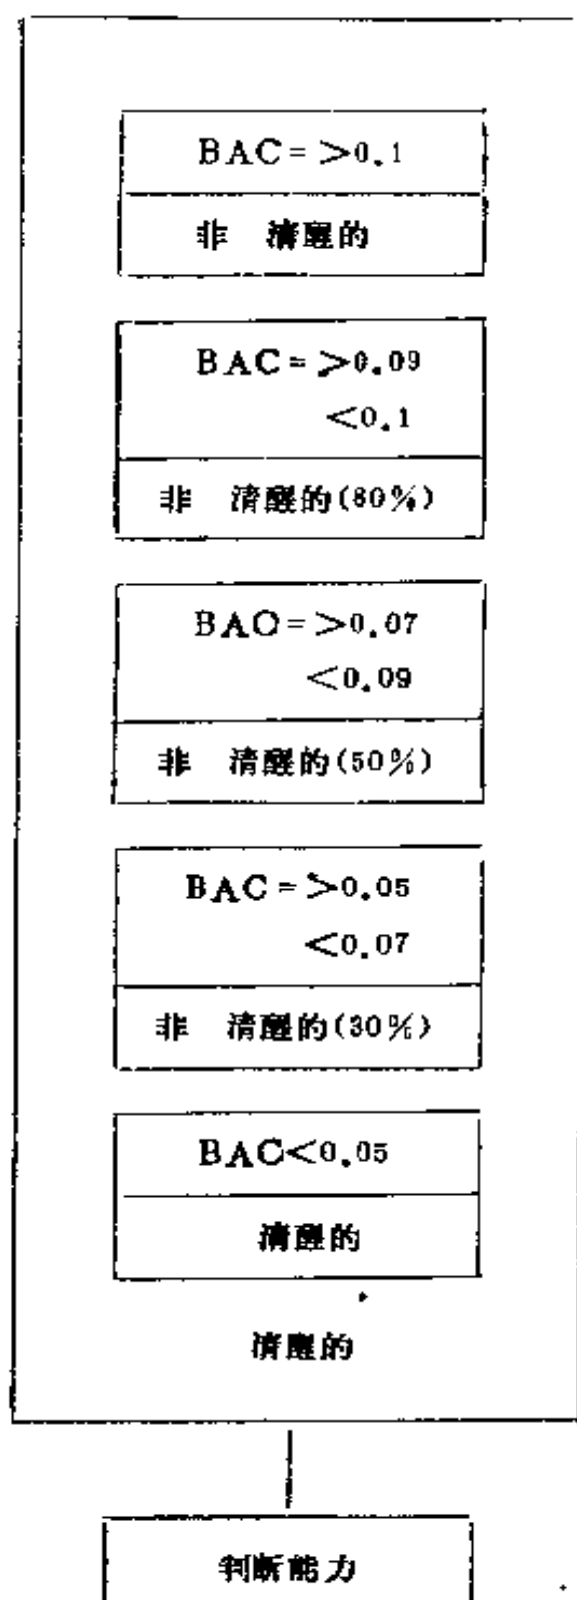 BAC=>0.1
非 清醒的
BAC=>0.09
<0.1
非 清醒的(80%)
BAC=>0.07
<0.09
非 清醒的(50%)
BAC=>0.05
<0.07
非 清醒的(30%)
BAC<0.05
清醒的
清醒的
判断能力